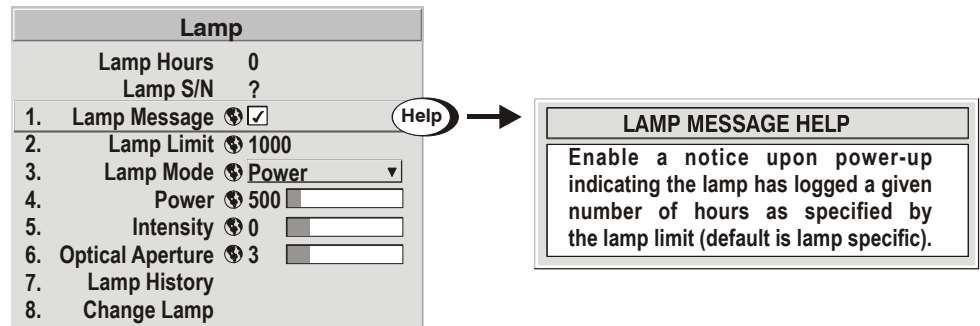 Lamp
Lamp Hours 0
Lamp S/N ?
1. Lamp Message ✓
2. Lamp Limit 1000
3. Lamp Mode Power ▼
4. Power 500
5. Intensity 0
6. Optical Aperture 3
7. Lamp History
8. Change Lamp
Help
LAMP MESSAGE HELP
Enable a notice upon power-up
indicating the lamp has logged a given
number of hours as specified by
the lamp limit (default is lamp specific).